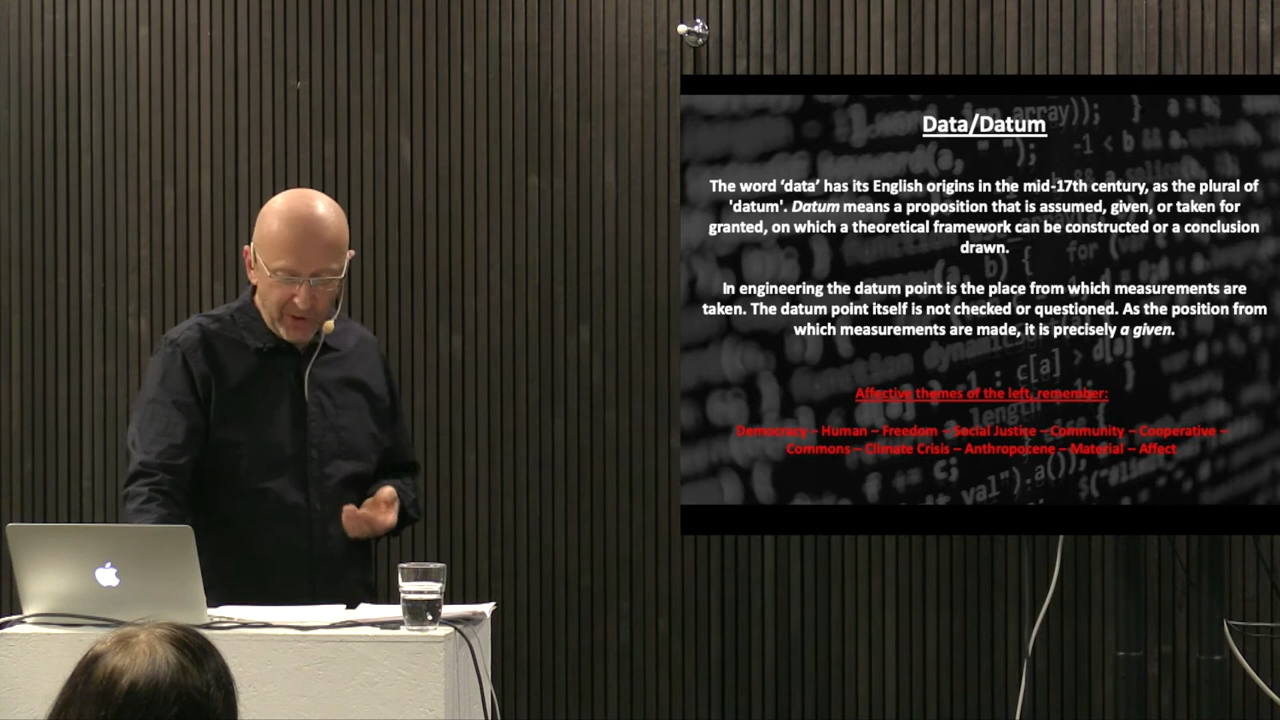 Data/Datum
The word ‘data’ has its English origins in the mid-17th century, as the plural of
'datum'. Datum means a proposition that is assumed, given, or taken for
granted, on which a theoretical framework can be constructed or a conclusion
drawn.
In engineering the datum point is the place from which measurements are
taken. The datum point itself is not checked or questioned. As the position from
which measurements are made, it is precisely a given.
Affective themes of the left, remember:
Democracy – Human – Freedom – Social Justice – Community – Cooperative –
Commons – Climate Crisis – Anthropocene – Material – Affect